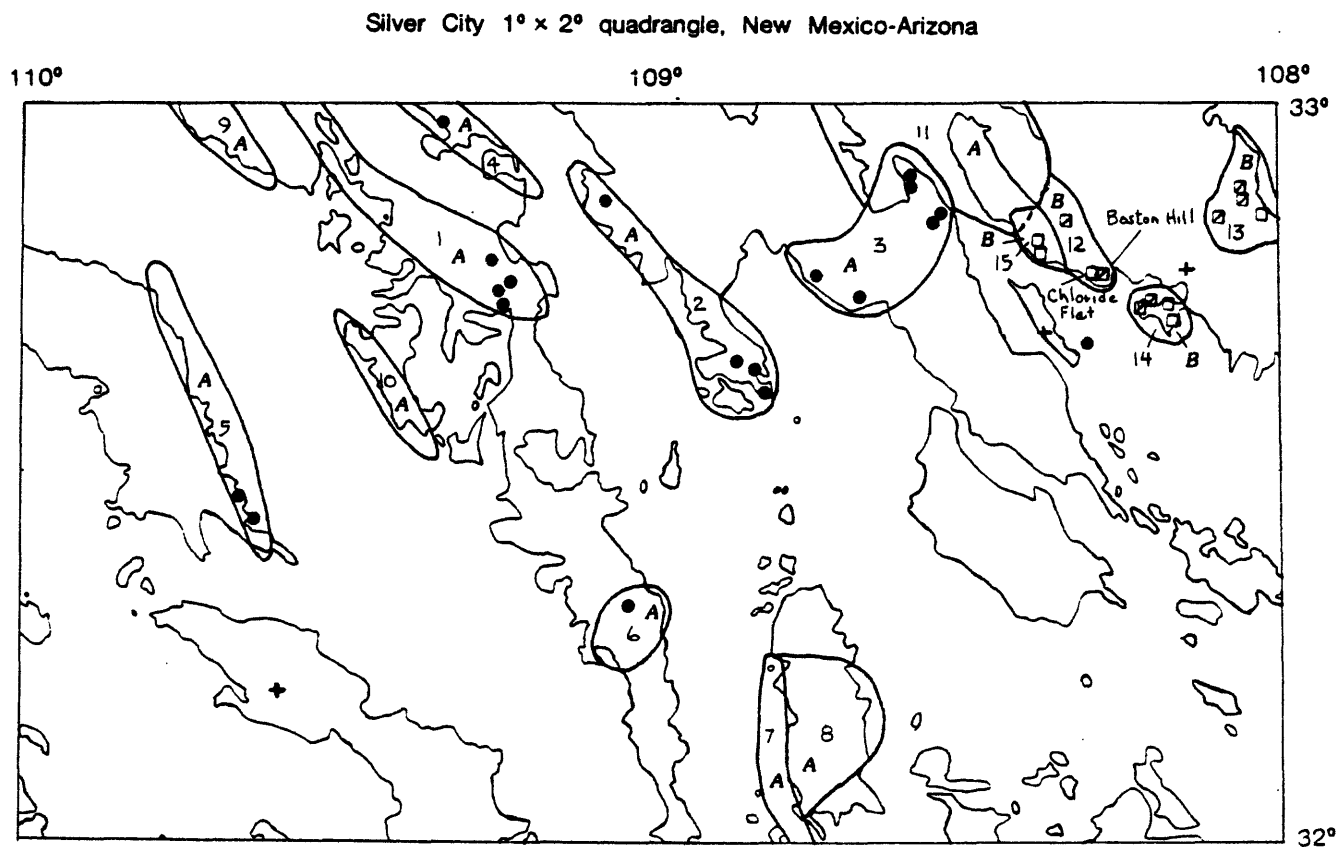 Silver City 1° × 2° quadrangle, New Mexico-Arizona
110° 109° 108°
33°
9 A
A 4
11 A
B 13
1 A
A 2
3 A
B 12
B 15
Baston Hill
Chloride Flat
14 B
A 5
10 A
6 A
7 A
8 A
32°